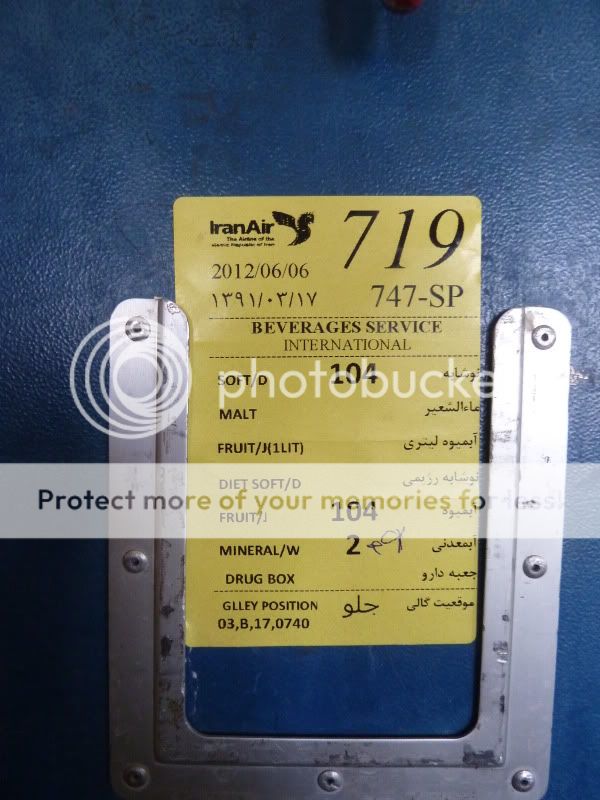 IranAir 719
The Airline of the
Islamic Republic of Iran
2012/06/06
۱۳۹۱/۰۳/۱۷ 747-SP
BEVERAGES SERVICE
INTERNATIONAL
SOFT/D 104 نوشابه
MALT ماءالشعیر
FRUIT/J(1LIT) آبمیوه لیتری
DIET SOFT/D نوشابه رژیمی
FRUIT/J 104 آبمیوه
MINERAL/W 2 آبمعدنی
DRUG BOX جعبه دارو
GLLEY POSITION جلو موقعیت گالی
03,B,17,0740
photobucke
Protect more of your memories for less!